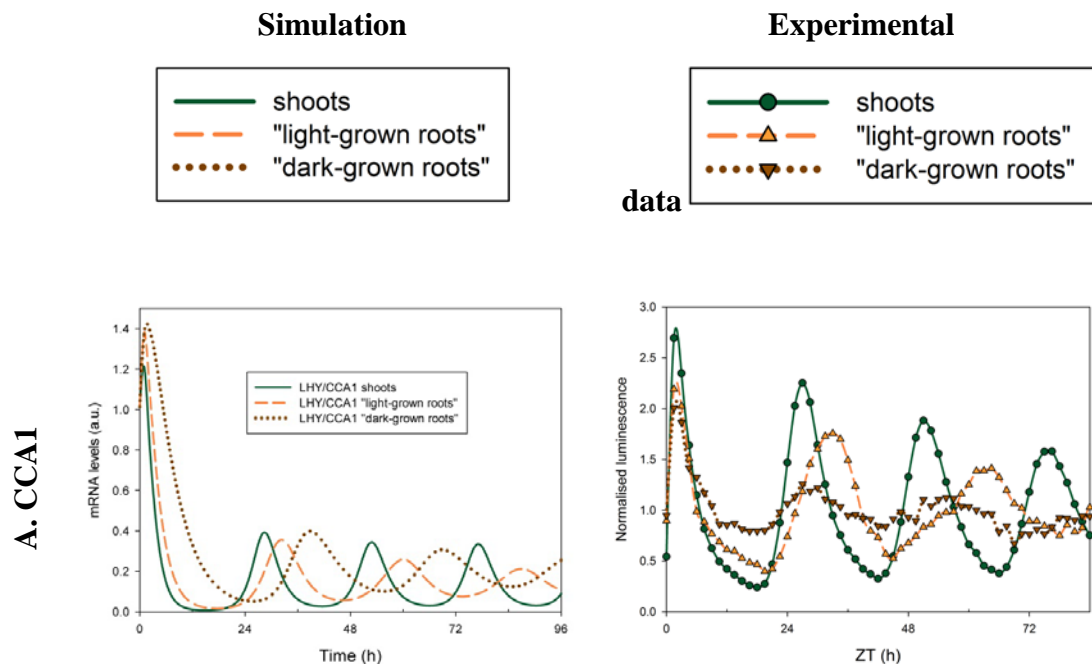 Simulation
Experimental
shoots
"light-grown roots"
"dark-grown roots"
shoots
"light-grown roots"
"dark-grown roots"
data
A. CCA1
mRNA levels (a.u.)
1.4
1.2
1.0
0.8
0.6
0.4
0.2
0.0
LHY/CCA1 shoots
LHY/CCA1 "light-grown roots"
LHY/CCA1 "dark-grown roots"
0 24 48 72 96
Time (h)
Normalised luminescence
3.0
2.5
2.0
1.5
1.0
0.5
0.0
0 24 48 72
ZT (h)